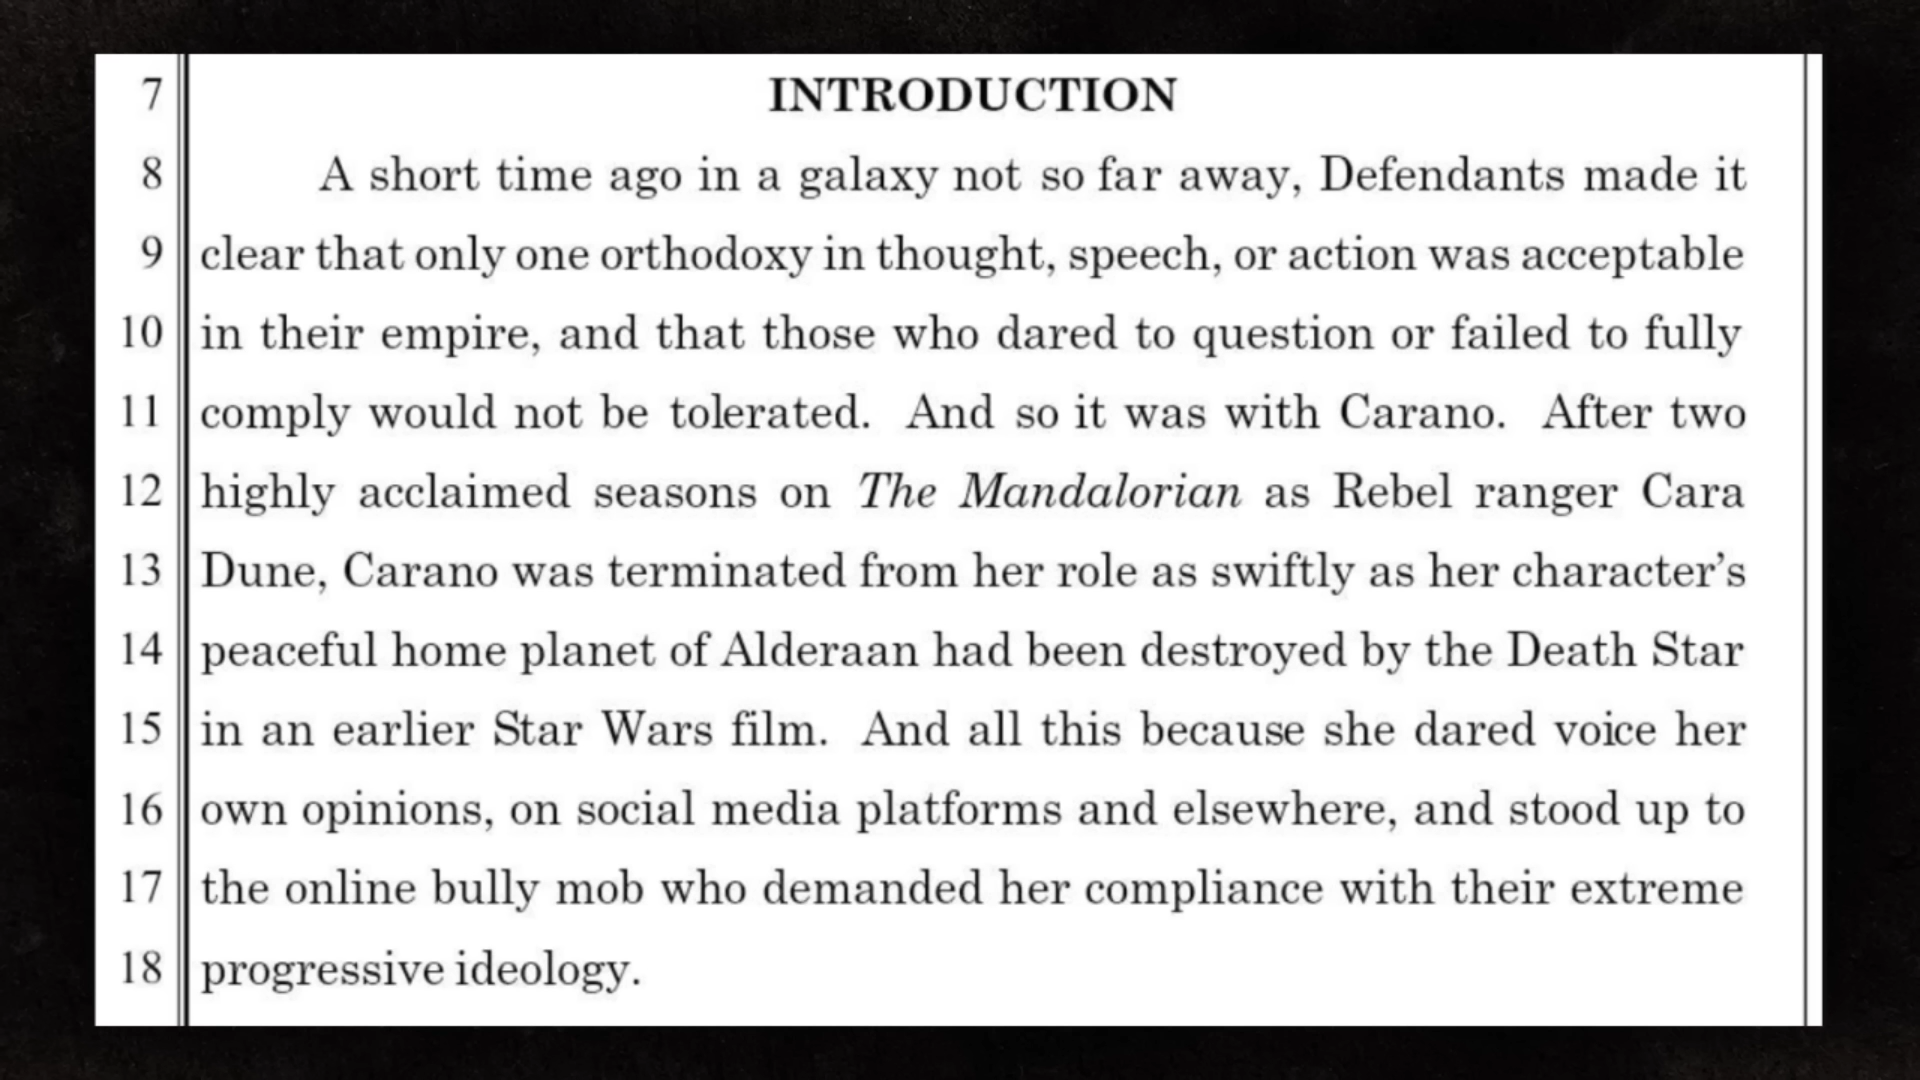 7 INTRODUCTION
8 A short time ago in a galaxy not so far away, Defendants made it
9 clear that only one orthodoxy in thought, speech, or action was acceptable
10 in their empire, and that those who dared to question or failed to fully
11 comply would not be tolerated.  And so it was with Carano.  After two
12 highly acclaimed seasons on The Mandalorian as Rebel ranger Cara
13 Dune, Carano was terminated from her role as swiftly as her character’s
14 peaceful home planet of Alderaan had been destroyed by the Death Star
15 in an earlier Star Wars film.  And all this because she dared voice her
16 own opinions, on social media platforms and elsewhere, and stood up to
17 the online bully mob who demanded her compliance with their extreme
18 progressive ideology.